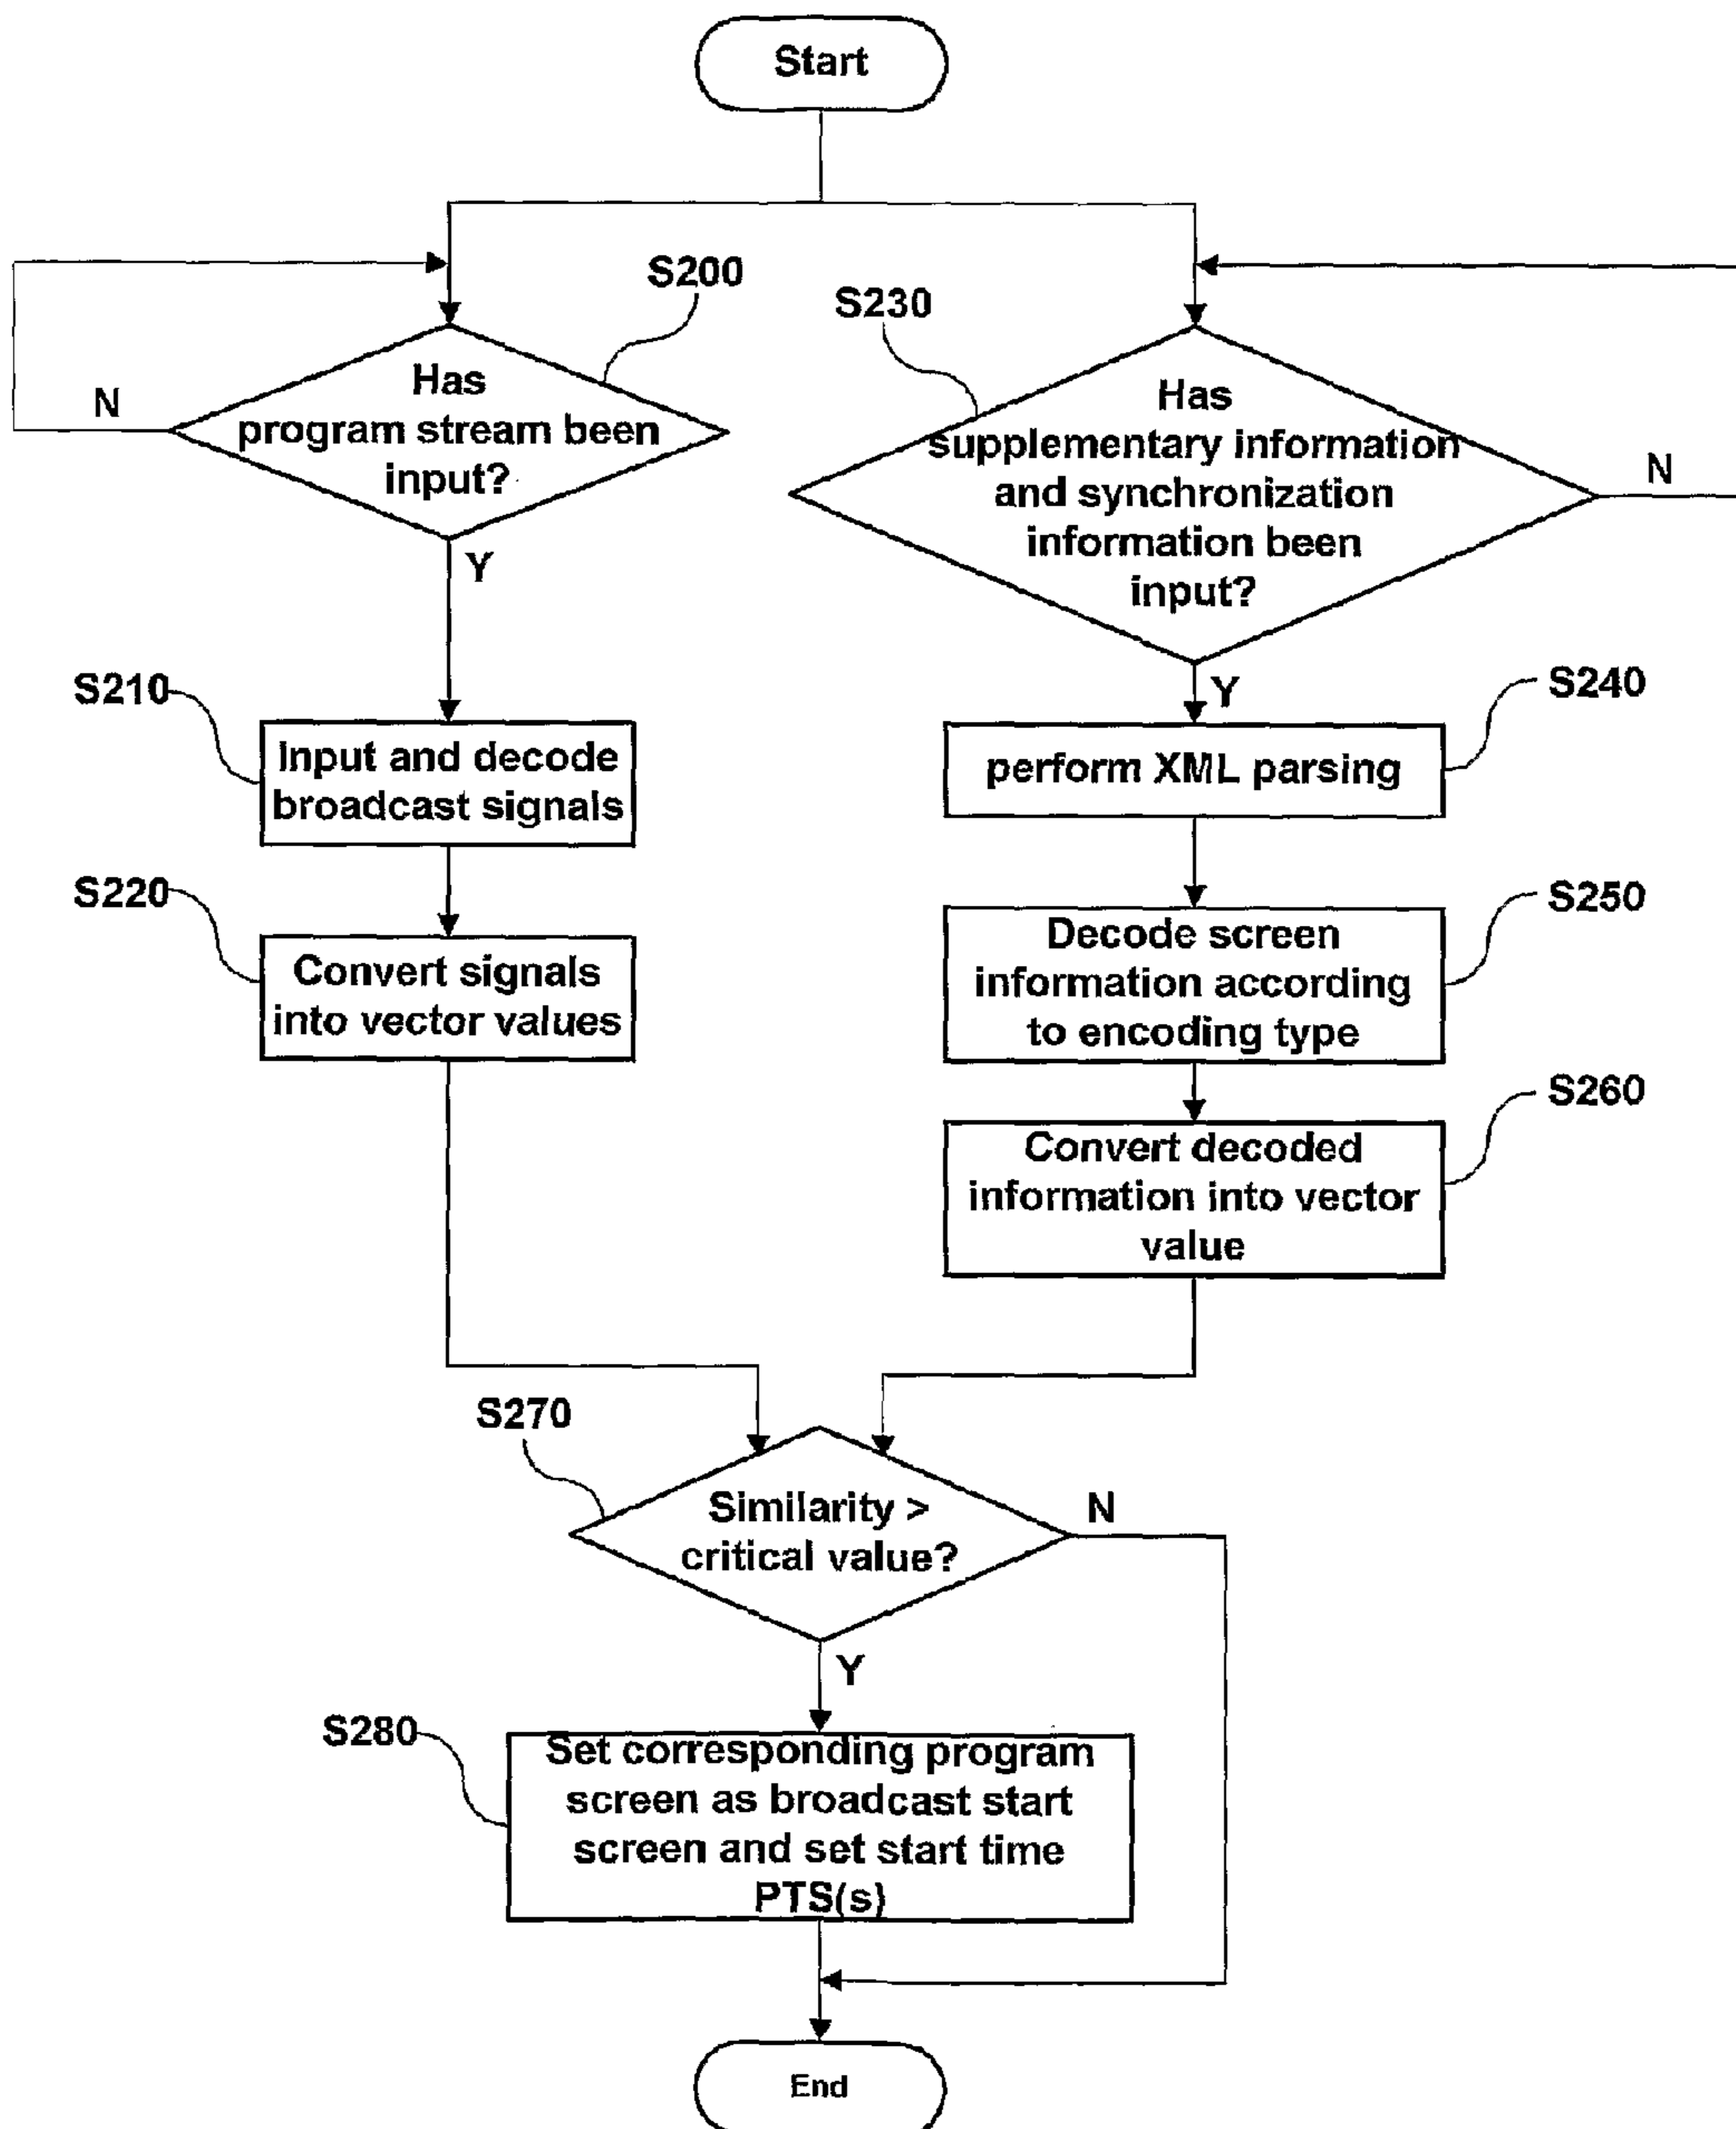 Start
S200
Has
program stream been
input?
N
Y
S210
Input and decode
broadcast signals
S220
Convert signals
into vector values
S230
Has
supplementary information
and synchronization
information been
input?
N
Y
S240
perform XML parsing
S250
Decode screen
information according
to encoding type
S260
Convert decoded
information into vector
value
S270
Similarity >
critical value?
N
Y
S280
Set corresponding program
screen as broadcast start
screen and set start time
PTS(s)
End